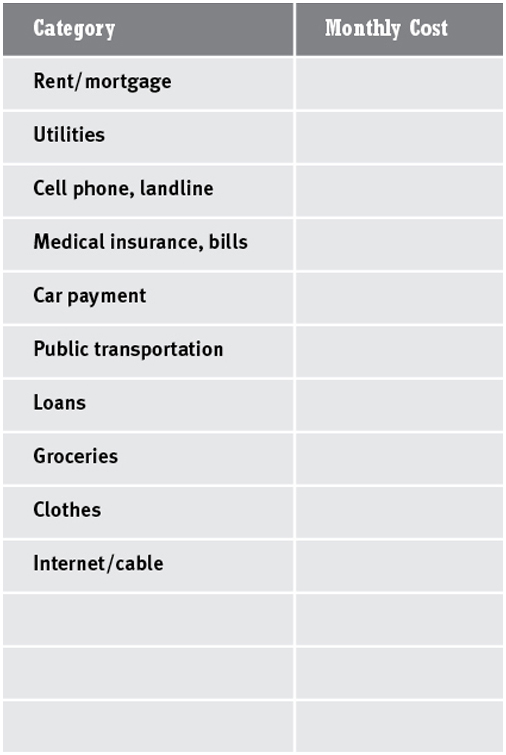 Category Monthly Cost
Rent/mortgage
Utilities
Cell phone, landline
Medical insurance, bills
Car payment
Public transportation
Loans
Groceries
Clothes
Internet/cable